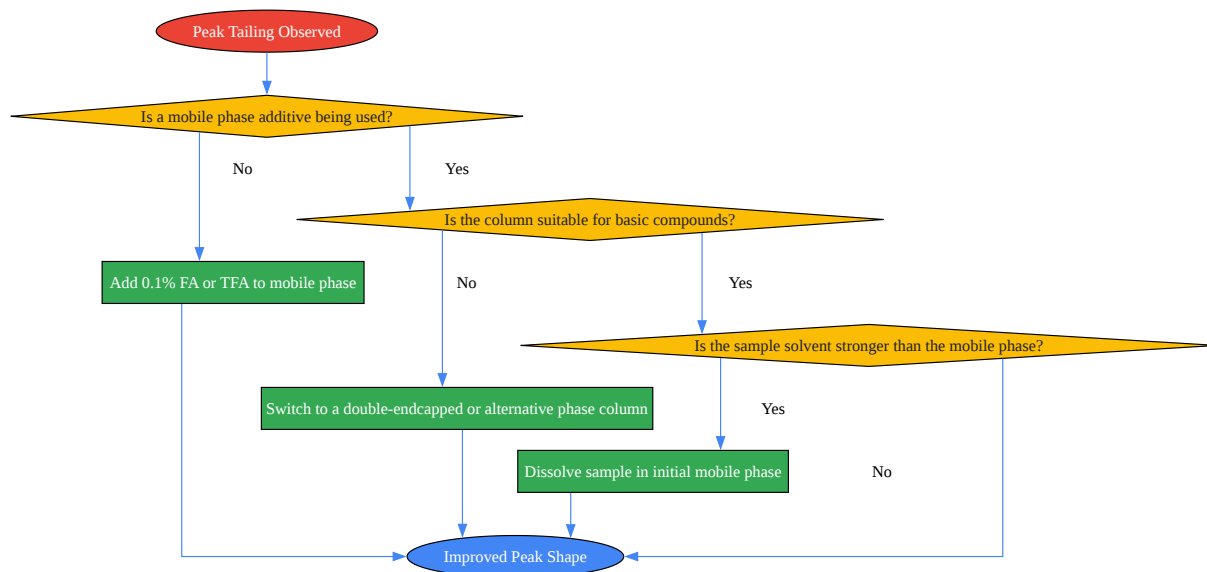 Peak Tailing Observed
Is a mobile phase additive being used?
No
Yes
Is the column suitable for basic compounds?
Add 0.1% FA or TFA to mobile phase
No
Yes
Is the sample solvent stronger than the mobile phase?
Switch to a double-endcapped or alternative phase column
Yes
Dissolve sample in initial mobile phase
No
Improved Peak Shape